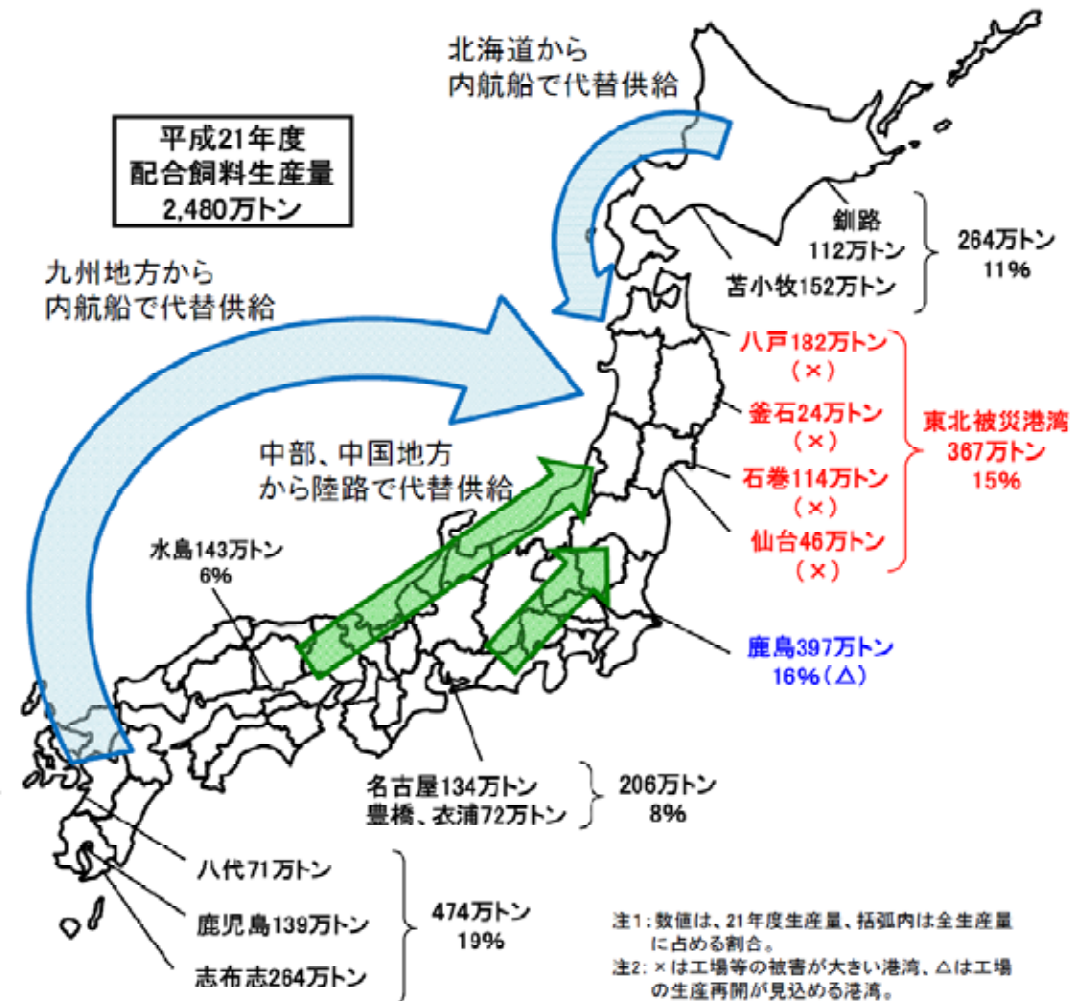 北海道から
内航船で代替供給
平成21年度
配合飼料生産量
2,480万トン
九州地方から
内航船で代替供給
釧路
112万トン
苫小牧152万トン
264万トン
11%
八戸182万トン
(×)
釜石24万トン
(×)
石巻114万トン
(×)
仙台46万トン
(×)
東北被災港湾
367万トン
15%
中部、中国地方
から陸路で代替供給
水島143万トン
6%
鹿島397万トン
16%(△)
名古屋134万トン
豊橋、衣浦72万トン
206万トン
8%
八代71万トン
鹿児島139万トン
志布志264万トン
474万トン
19%
注1:数値は、21年度生産量、括弧内は全生産量
に占める割合。
注2:×は工場等の被害が大きい港湾、△は工場
の生産再開が見込める港湾。